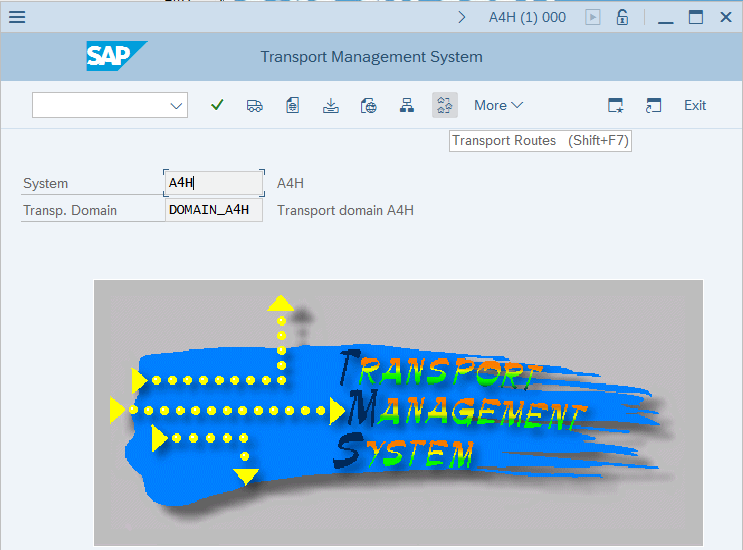 A4H (1) 000
SAP
Transport Management System
More
Exit
Transport Routes (Shift+F7)
System A4H A4H
Transp. Domain DOMAIN_A4H Transport domain A4H
TRANSPORT
MANAGEMENT
SYSTEM